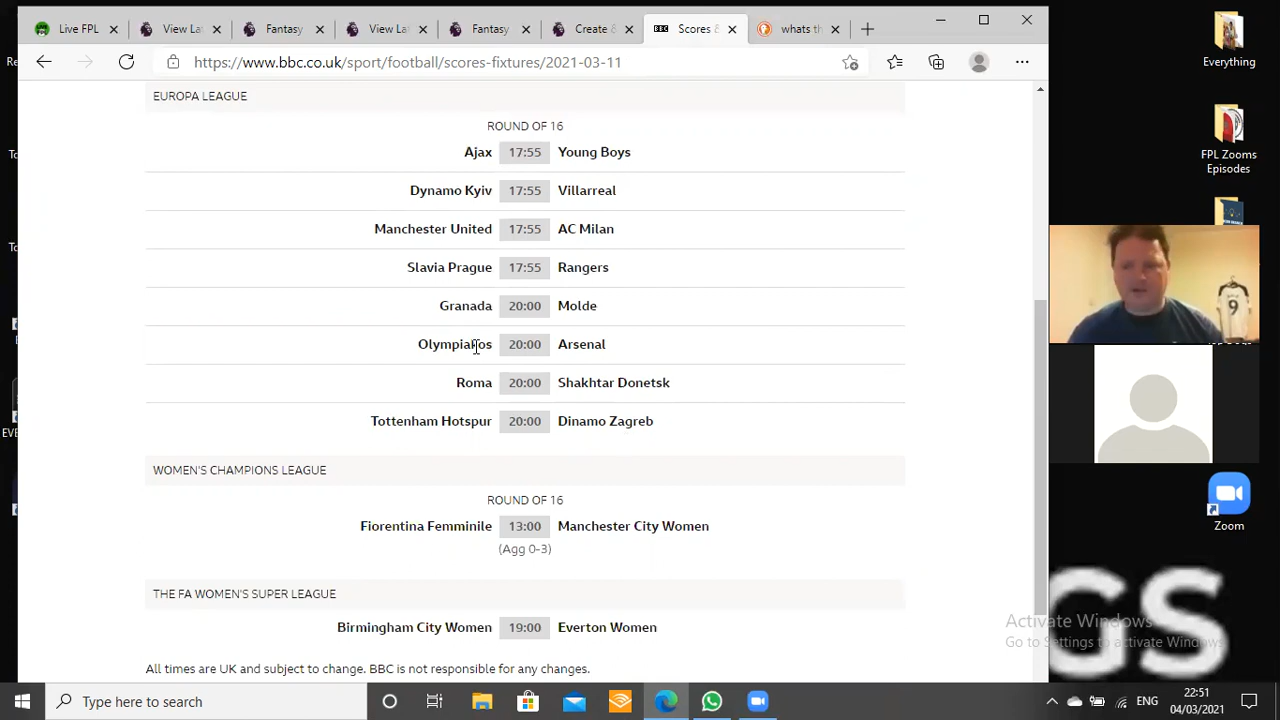 Live FPL
View La
Fantasy
View La
Fantasy
Create &
BBC Scores &
whats th
https://www.bbc.co.uk/sport/football/scores-fixtures/2021-03-11
EUROPA LEAGUE
ROUND OF 16
Ajax 17:55 Young Boys
Dynamo Kyiv 17:55 Villarreal
Manchester United 17:55 AC Milan
Slavia Prague 17:55 Rangers
Granada 20:00 Molde
Olympiakos 20:00 Arsenal
Roma 20:00 Shakhtar Donetsk
Tottenham Hotspur 20:00 Dinamo Zagreb
WOMEN'S CHAMPIONS LEAGUE
ROUND OF 16
Fiorentina Femminile 13:00 Manchester City Women
(Agg 0-3)
THE FA WOMEN'S SUPER LEAGUE
Birmingham City Women 19:00 Everton Women
All times are UK and subject to change. BBC is not responsible for any changes.
Everything
FPL Zooms
Episodes
9
Zoom
GS
Activate Windows
Go to Settings to activate Windows.
Type here to search
ENG
22:51
04/03/2021